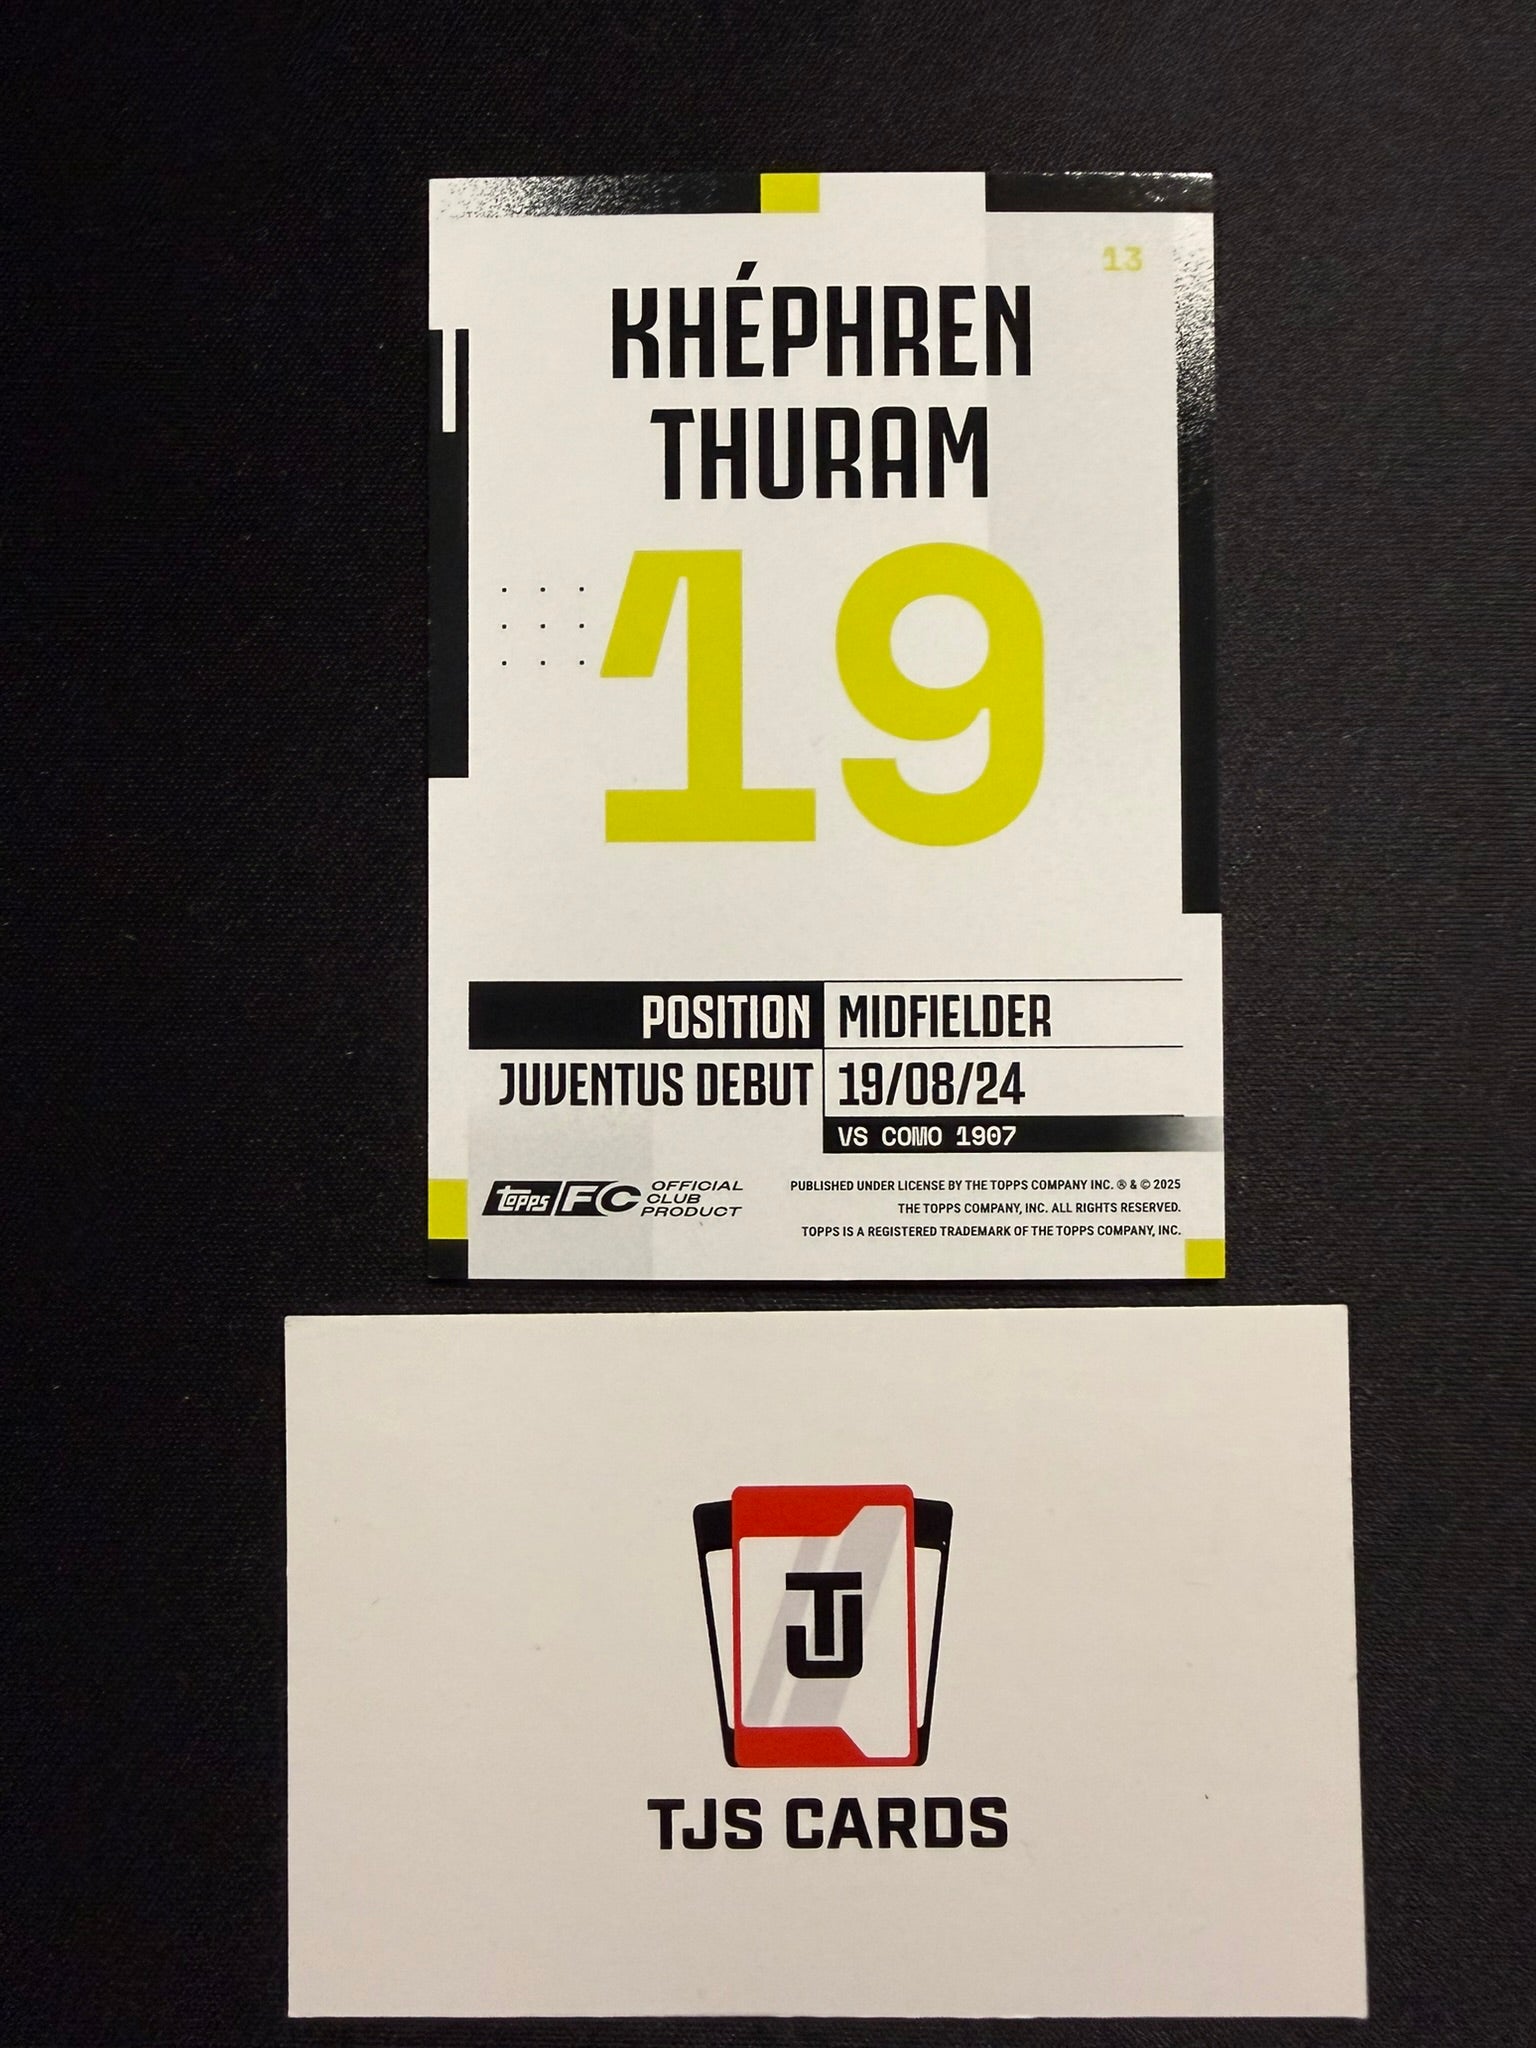 13
KHÉPHREN
THURAM
19
POSITION MIDFIELDER
JUVENTUS DEBUT 19/08/24
VS COMO 1907
topps FC OFFICIAL
CLUB
PRODUCT
PUBLISHED UNDER LICENSE BY THE TOPPS COMPANY INC. ® & © 2025
THE TOPPS COMPANY, INC. ALL RIGHTS RESERVED.
TOPPS IS A REGISTERED TRADEMARK OF THE TOPPS COMPANY, INC.
TJ
TJS CARDS